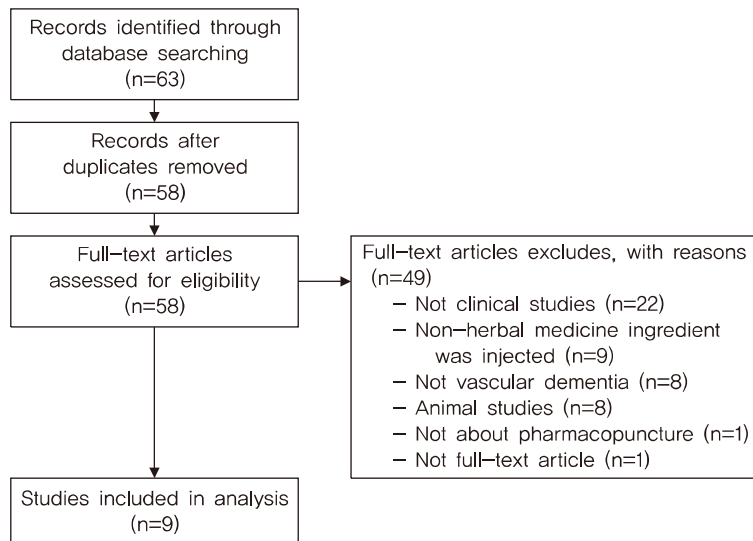 Records identified through
database searching
(n=63)
Records after
duplicates removed
(n=58)
Full-text articles
assessed for eligibility
(n=58)
Full-text articles excludes, with reasons
(n=49)
– Not clinical studies (n=22)
– Non-herbal medicine ingredient
was injected (n=9)
– Not vascular dementia (n=8)
– Animal studies (n=8)
– Not about pharmacopuncture (n=1)
– Not full-text article (n=1)
Studies included in analysis
(n=9)